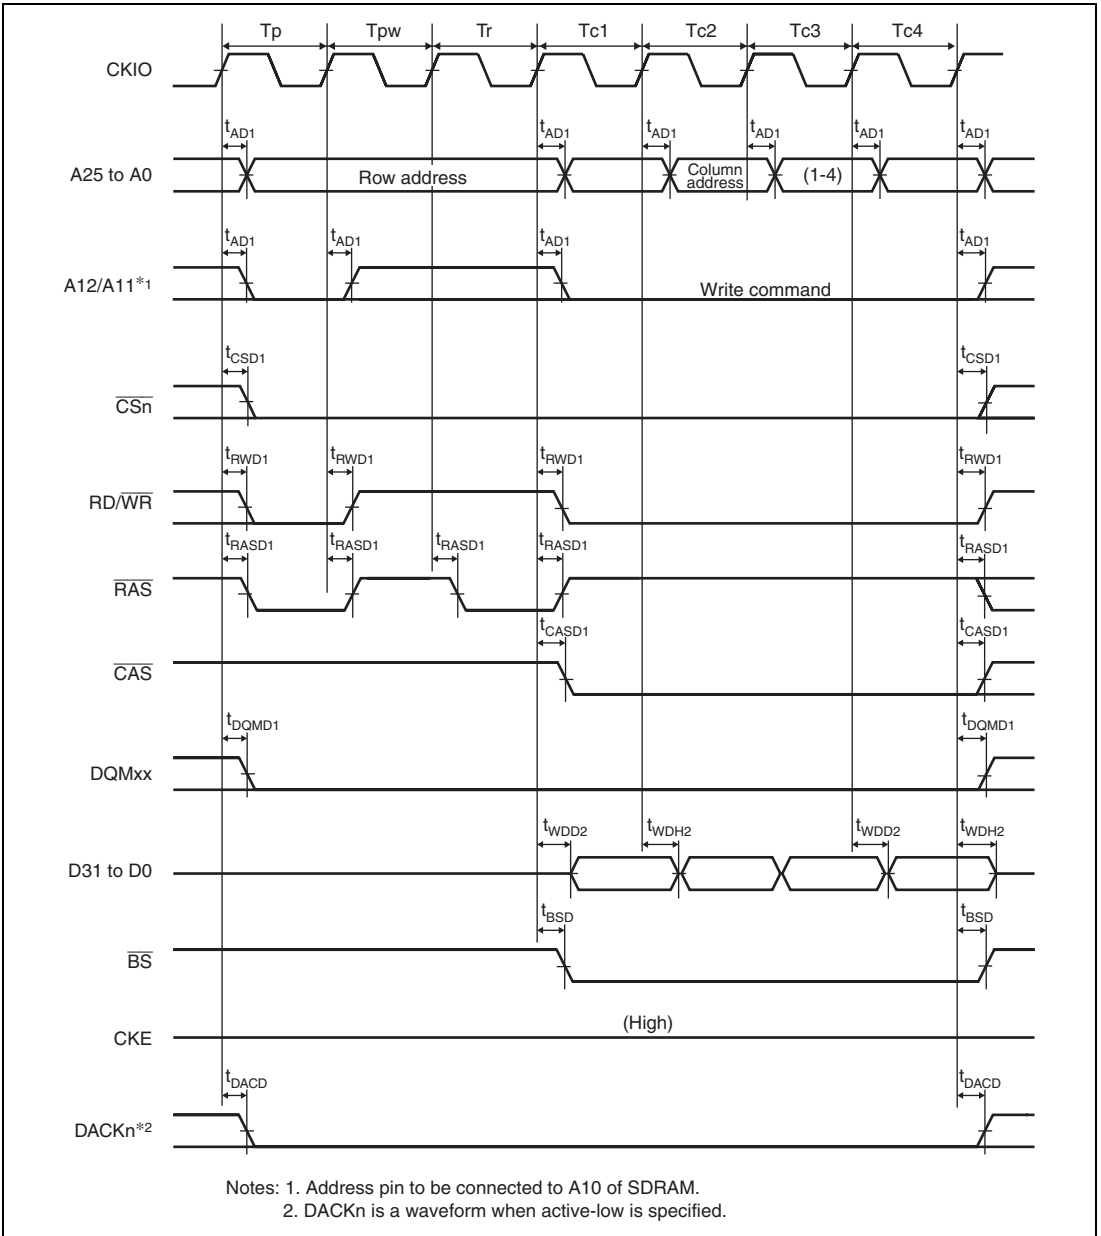 Tp Tpw Tr Tc1 Tc2 Tc3 Tc4
CKIO
tAD1 tAD1 tAD1 tAD1 tAD1 tAD1
A25 to A0 Row address Column address (1-4)
tAD1 tAD1 tAD1 tAD1
A12/A11*1 Write command
tCSD1 tCSD1
CSn
tRWD1 tRWD1 tRWD1 tRWD1
RD/WR
tRASD1 tRASD1 tRASD1 tRASD1 tRASD1
RAS
tCASD1 tCASD1
CAS
tDQMD1 tDQMD1
DQMxx
tWDD2 tWDH2 tWDD2 tWDH2
D31 to D0
tBSD tBSD
BS
(High)
CKE
tDACD tDACD
DACKn*2
Notes: 1. Address pin to be connected to A10 of SDRAM.
2. DACKn is a waveform when active-low is specified.